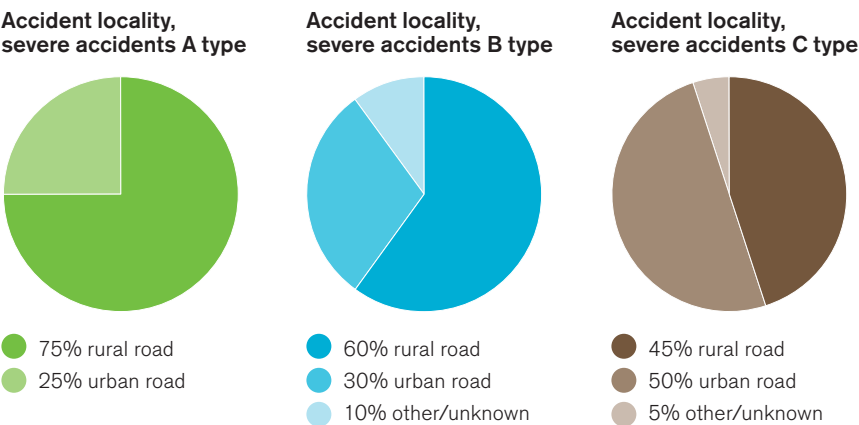 Accident locality,
severe accidents A type
75% rural road
25% urban road
Accident locality,
severe accidents B type
60% rural road
30% urban road
10% other/unknown
Accident locality,
severe accidents C type
45% rural road
50% urban road
5% other/unknown